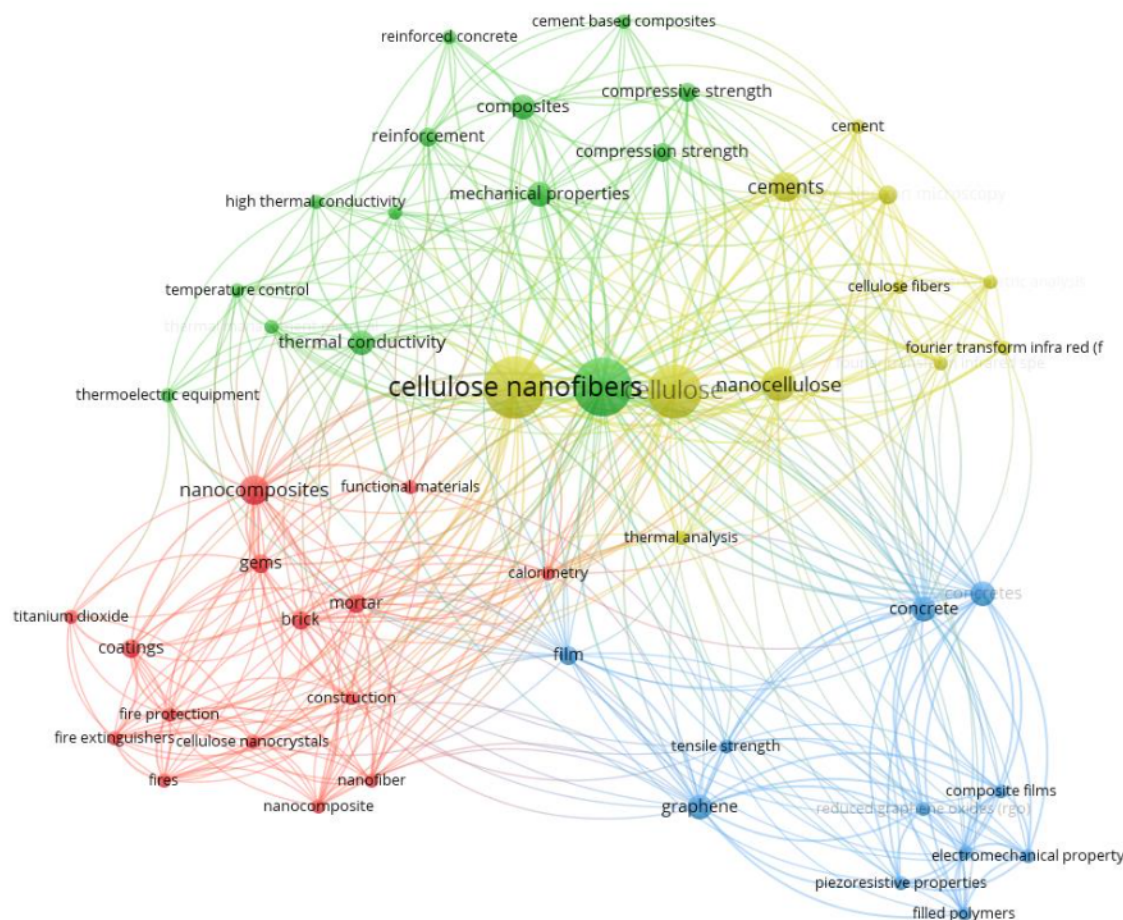 cement based composites
reinforced concrete
compressive strength
composites
cement
reinforcement
compression strength
cements
mechanical properties
microscopy
high thermal conductivity
cellulose fibers
temperature control
thermal conductivity
fourier transform infra red (f
cellulose nanofibers
cellulose
nanocellulose
thermoelectric equipment
nanocomposites
functional materials
thermal analysis
gems
calorimetry
concretes
mortar
concrete
titanium dioxide
brick
coatings
film
construction
fire protection
fire extinguishers
cellulose nanocrystals
tensile strength
fires
nanofiber
composite films
nanocomposite
graphene
reduced graphene oxides (rgo)
electromechanical property
piezoresistive properties
filled polymers